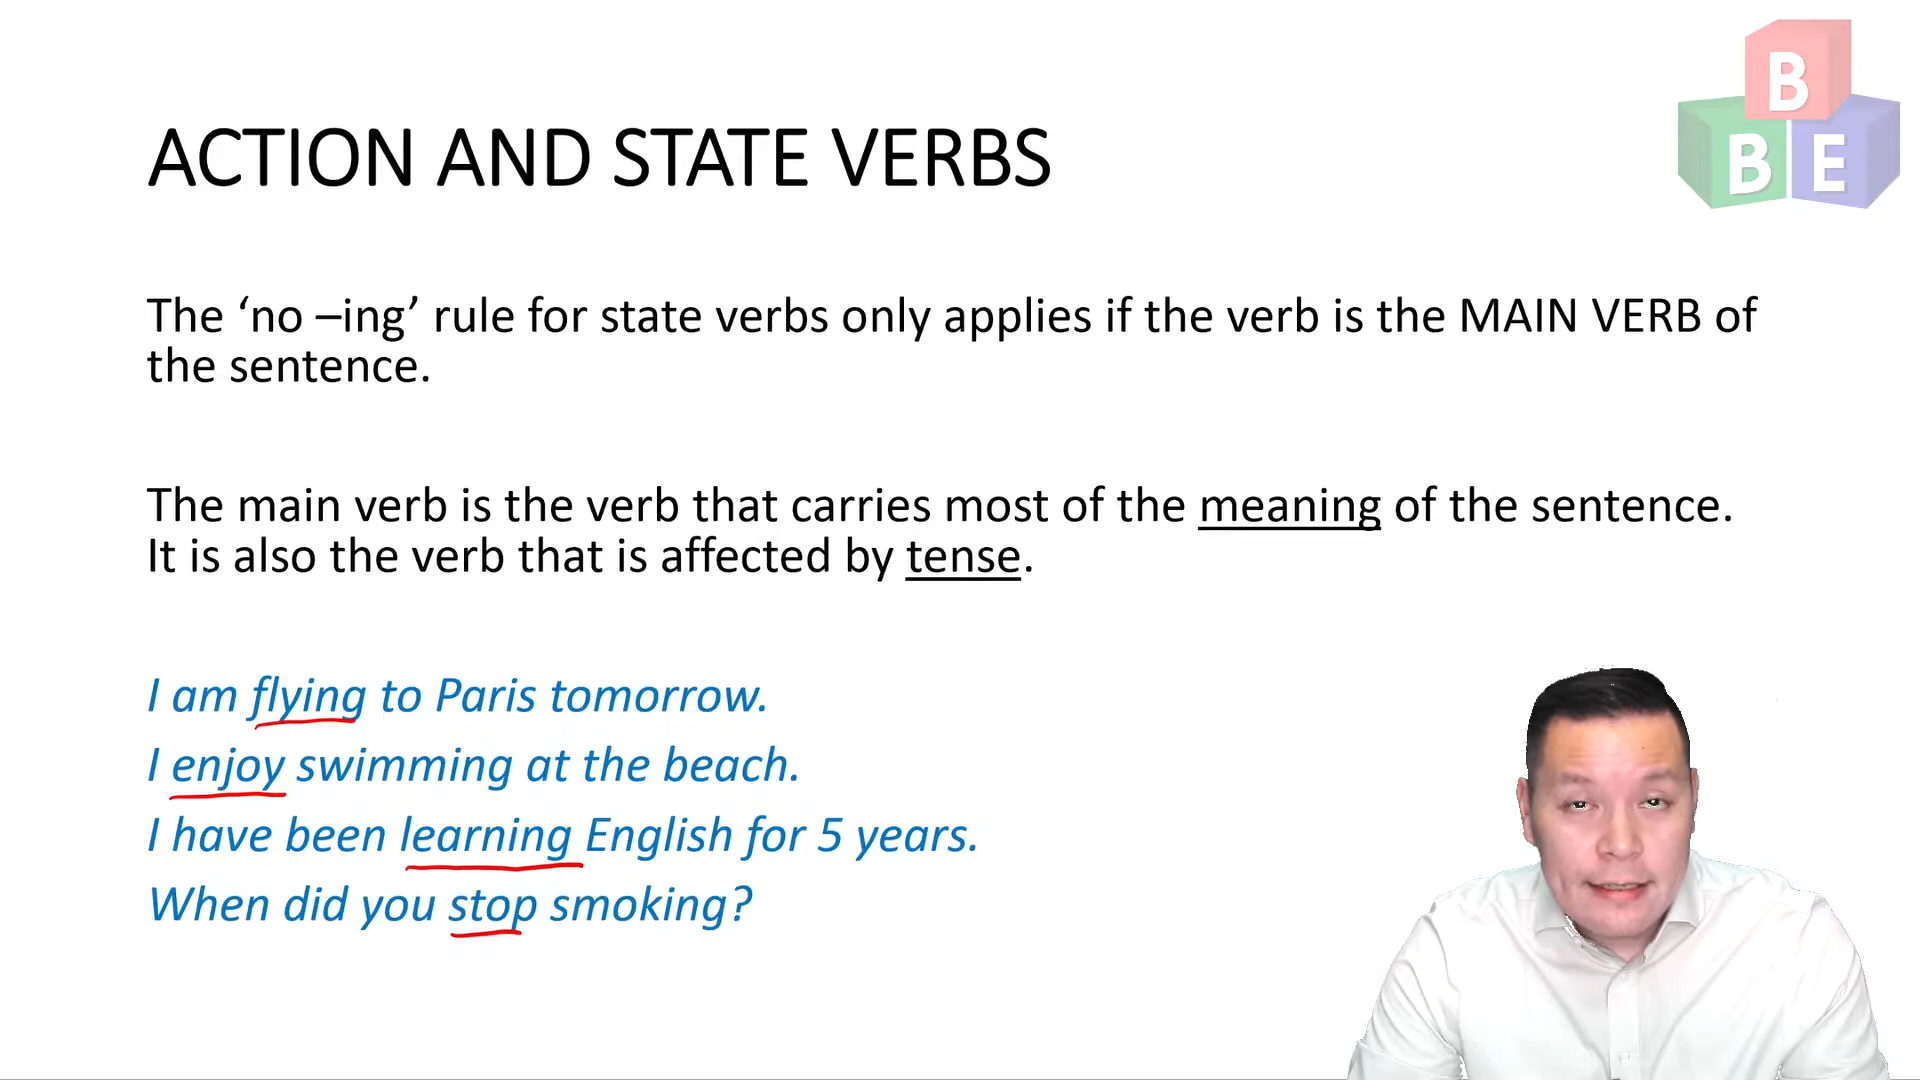 B
B E
ACTION AND STATE VERBS
The ‘no –ing’ rule for state verbs only applies if the verb is the MAIN VERB of
the sentence.
The main verb is the verb that carries most of the meaning of the sentence.
It is also the verb that is affected by tense.
I am flying to Paris tomorrow.
I enjoy swimming at the beach.
I have been learning English for 5 years.
When did you stop smoking?